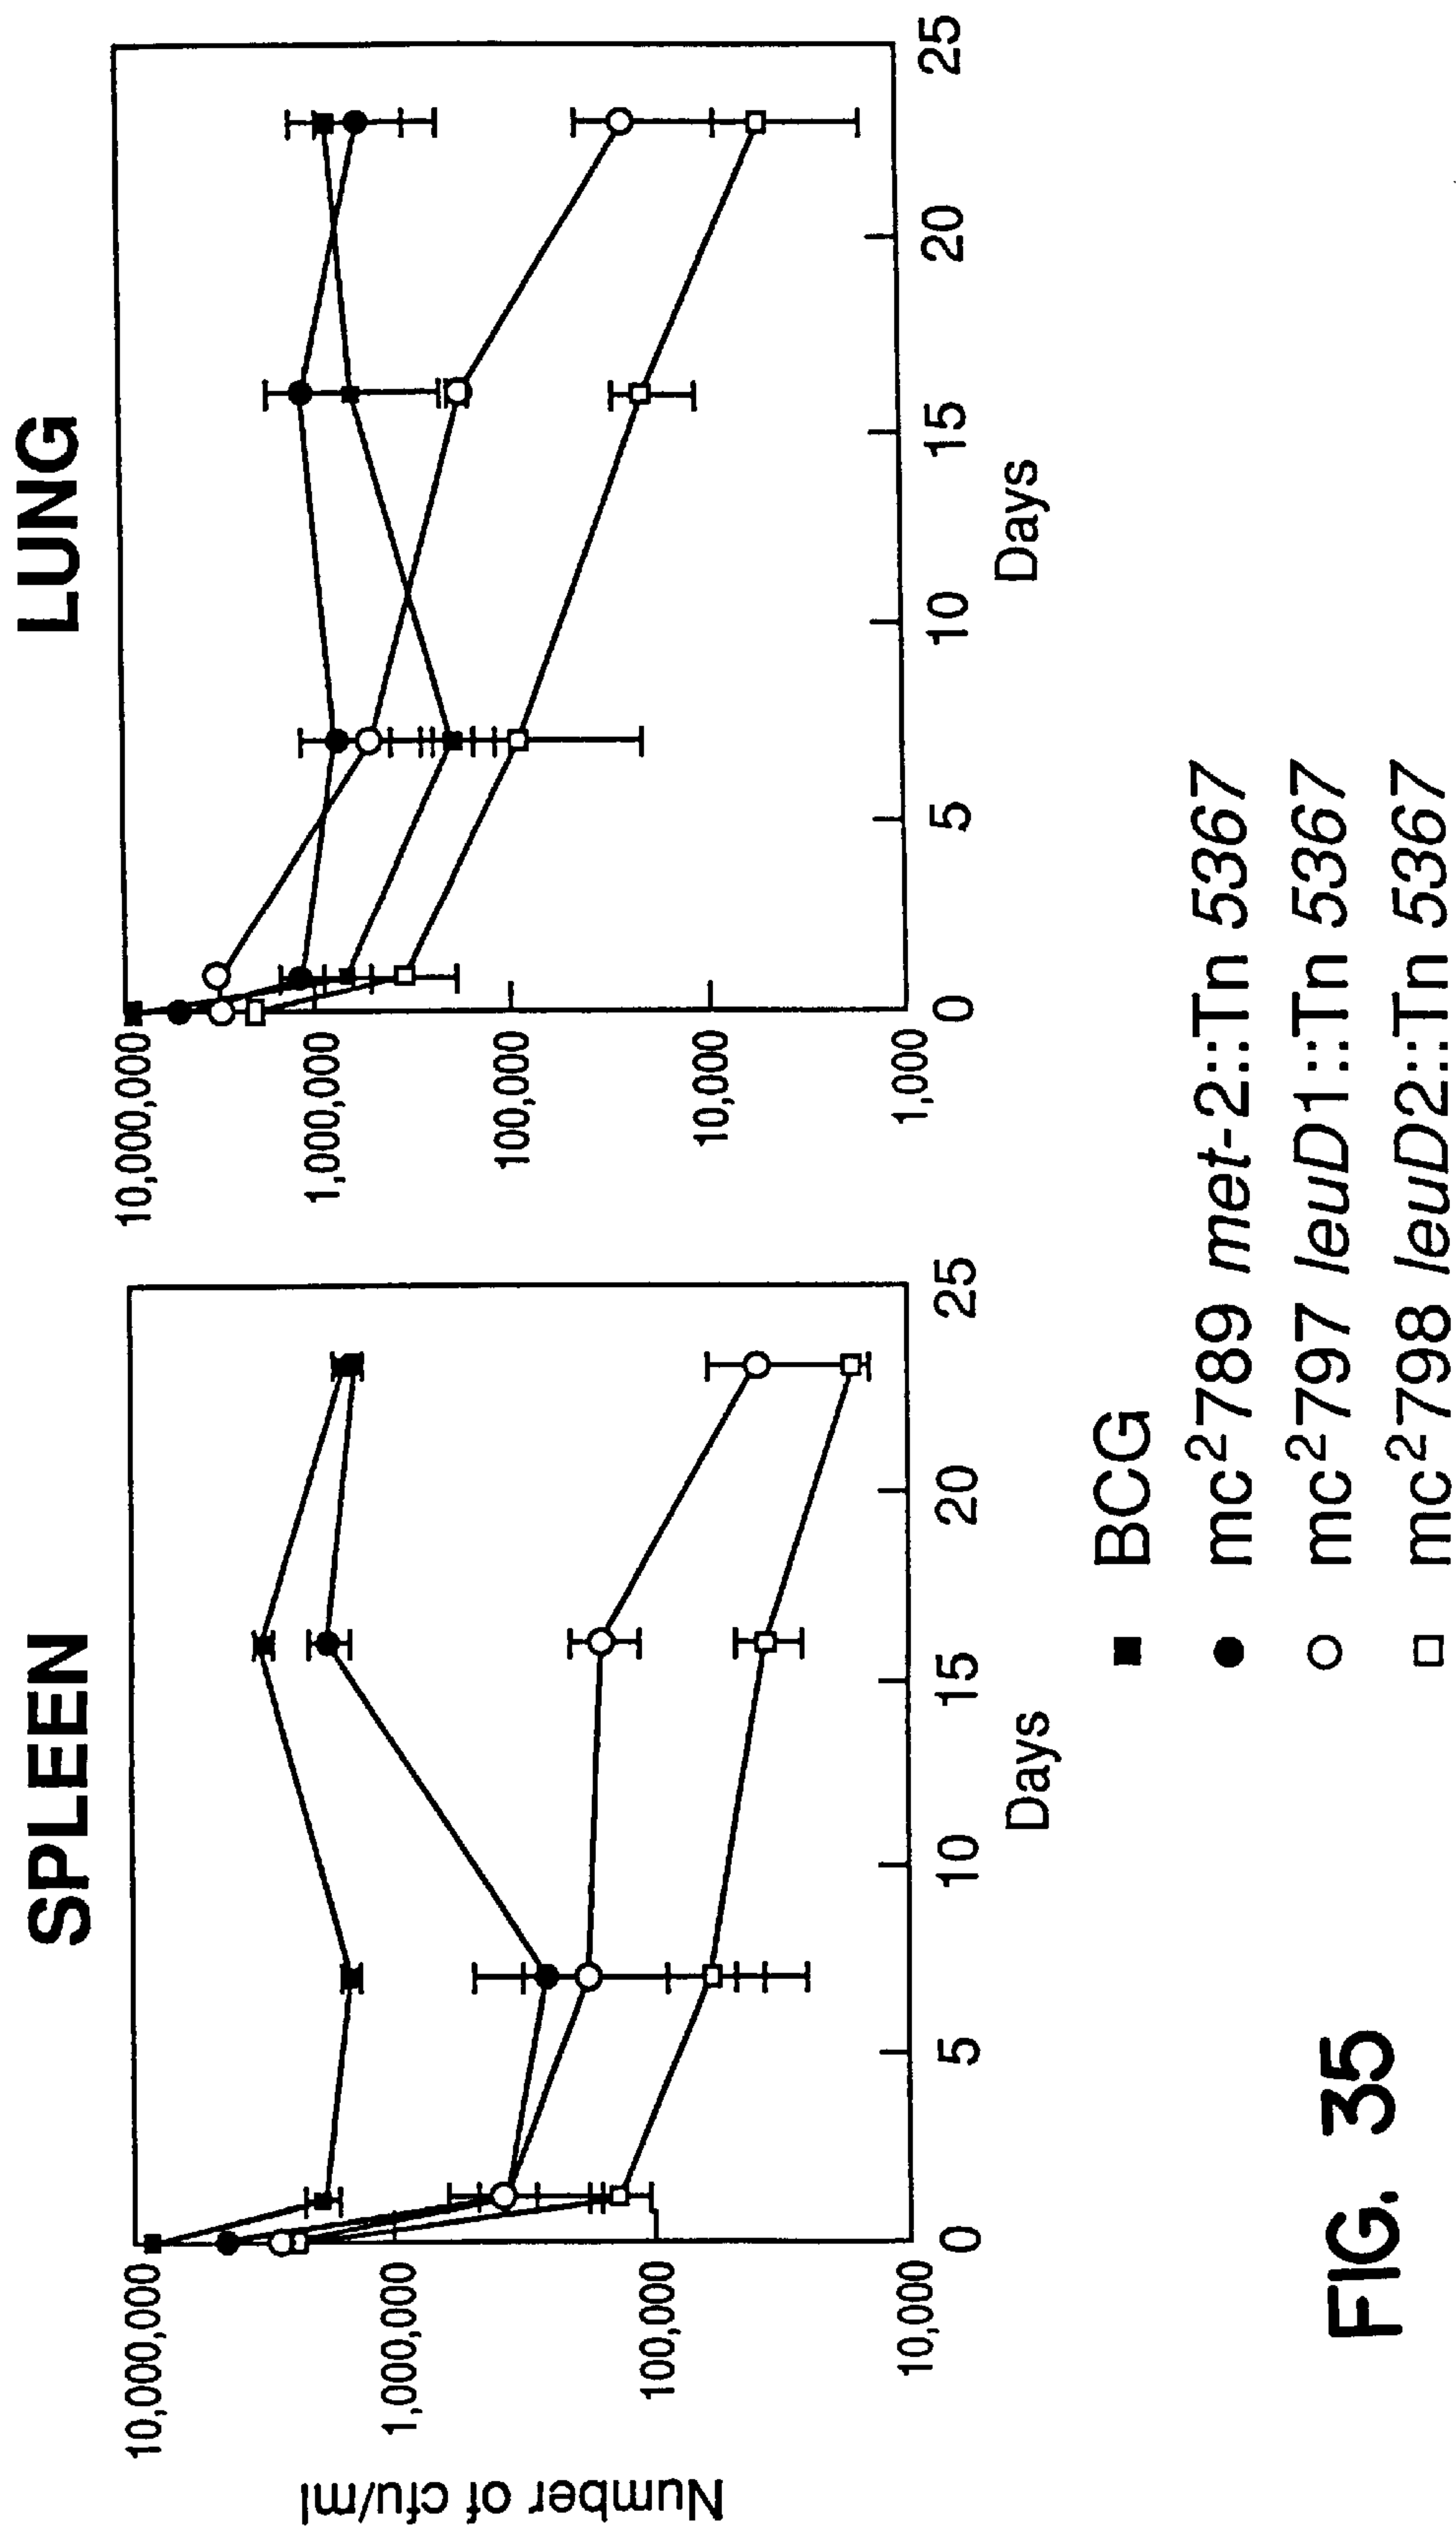 SPLEEN
Number of cfu/ml
10,000,000
1,000,000
100,000
10,000
0 5 10 15 20 25
Days
LUNG
10,000,000
1,000,000
100,000
10,000
1,000
0 5 10 15 20 25
Days
BCG
mc²789 met-2::Tn 5367
mc²797 leuD1::Tn 5367
mc²798 leuD2::Tn 5367
FIG. 35